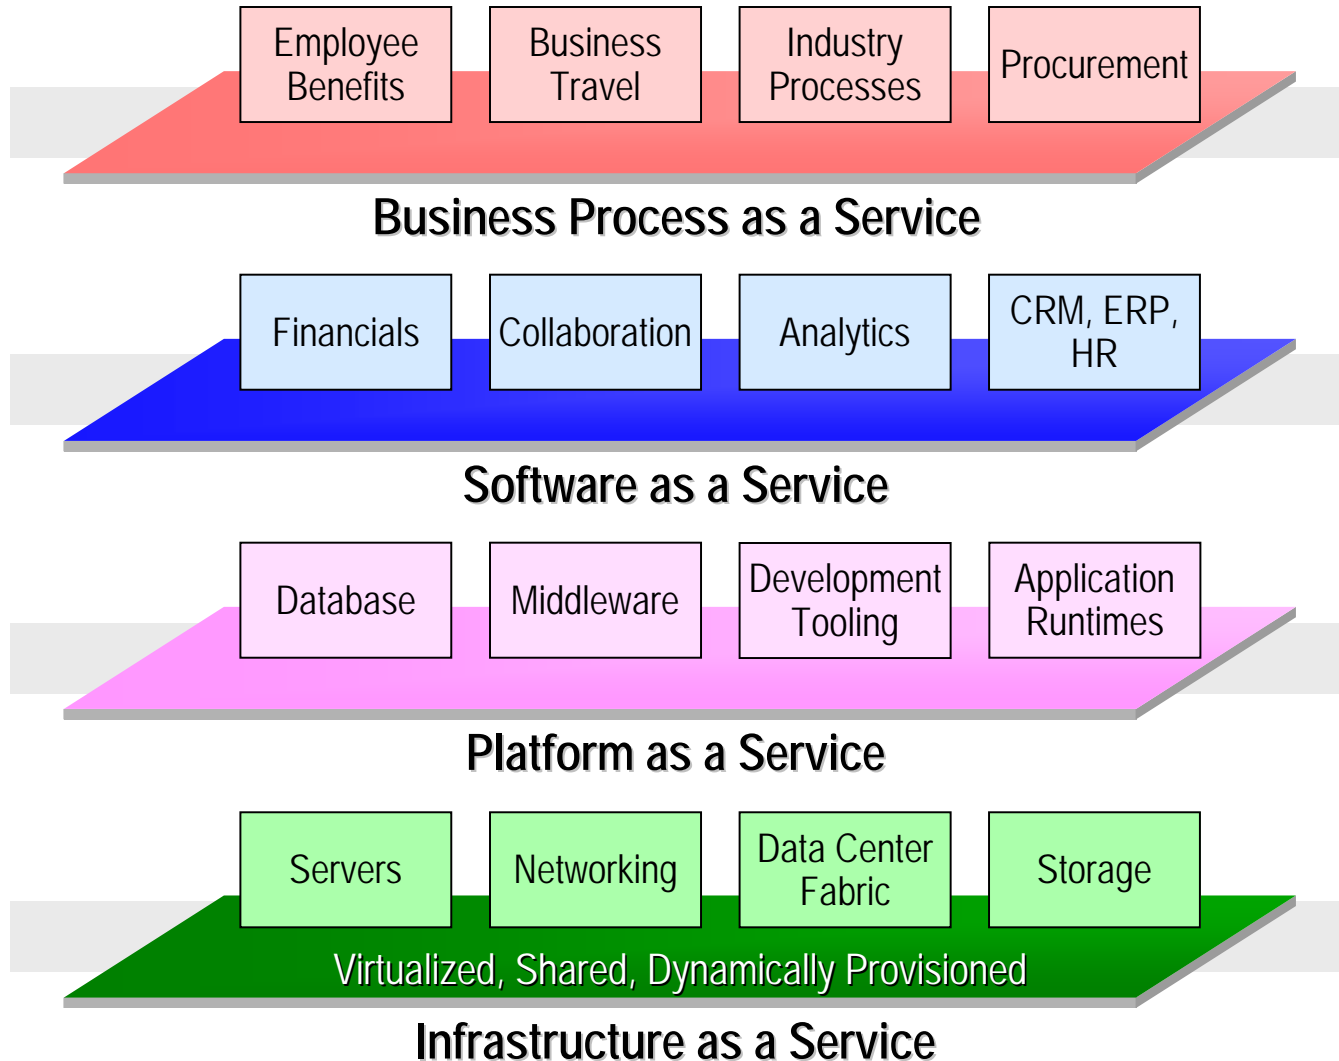 Employee
Benefits
Business
Travel
Industry
Processes
Procurement
Business Process as a Service
Financials
Collaboration
Analytics
CRM, ERP,
HR
Software as a Service
Database
Middleware
Development
Tooling
Application
Runtimes
Platform as a Service
Servers
Networking
Data Center
Fabric
Storage
Virtualized, Shared, Dynamically Provisioned
Infrastructure as a Service